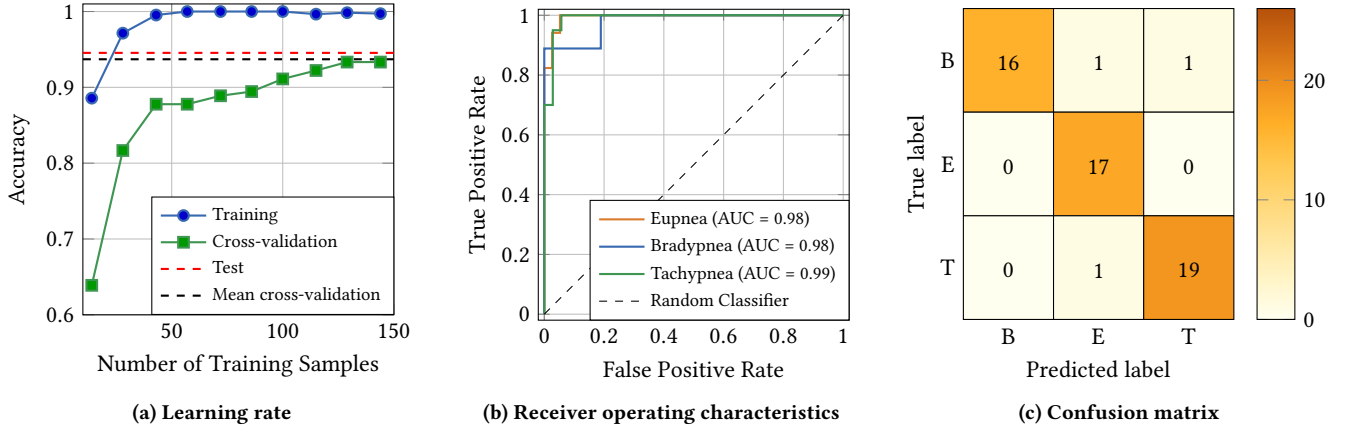 1
0.9
0.8
0.7
0.6
50
100
150
Accuracy
Number of Training Samples
Training
Cross-validation
Test
Mean cross-validation
(a) Learning rate
1
0.8
0.6
0.4
0.2
0
0
0.2
0.4
0.6
0.8
1
True Positive Rate
False Positive Rate
Eupnea (AUC = 0.98)
Bradypnea (AUC = 0.98)
Tachypnea (AUC = 0.99)
Random Classifier
(b) Receiver operating characteristics
True label
B
16
1
1
E
0
17
0
T
0
1
19
B
E
T
Predicted label
20
10
0
(c) Confusion matrix